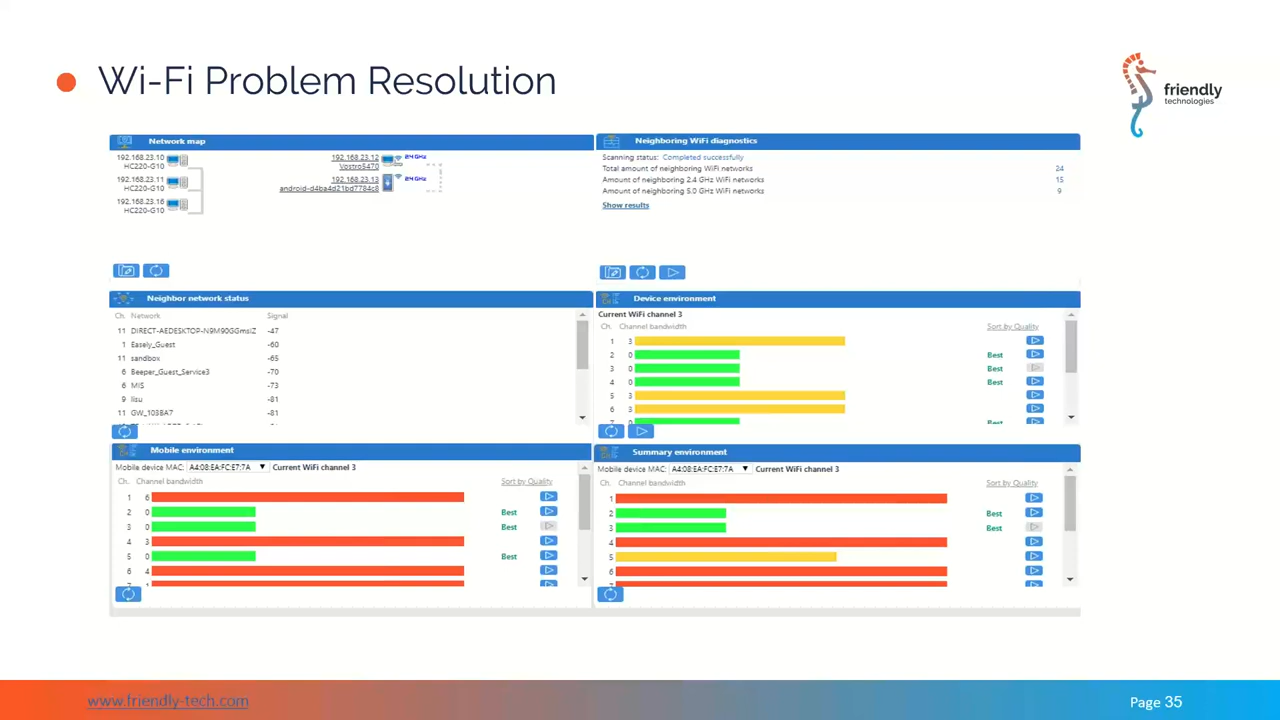 Wi-Fi Problem Resolution
friendly
technologies
Network map
192.168.23.10
HC220-G10
192.168.23.11
HC220-G10
192.168.23.16
HC220-G10
192.168.23.12 2.4 GHz
Vostro5470
192.168.23.13 2.4 GHz
android-d4ba4d21bd7784c8
Neighboring WiFi diagnostics
Scanning status: Completed successfully
Total amount of neighboring WiFi networks 24
Amount of neighboring 2.4 GHz WiFi networks 15
Amount of neighboring 5.0 GHz WiFi networks 9
Show results
Neighbor network status
Ch. Network Signal
11 DIRECT-AEDESKTOP-N9M90GGmsIZ -47
1 Easely_Guest -60
11 sandbox -65
6 Beeper_Guest_Service3 -70
6 MIS -73
9 lisu -81
11 GW_103BA7 -81
Device environment
Current WiFi channel 3
Ch. Channel bandwidth Sort by Quality
1 3
2 0 Best
3 0 Best
4 0 Best
5 3
6 3
Mobile environment
Mobile device MAC: A4:08:EA:FC:E7:7A Current WiFi channel 3
Ch. Channel bandwidth Sort by Quality
1 6
2 0 Best
3 0 Best
4 3
5 0 Best
6 4
Summary environment
Mobile device MAC: A4:08:EA:FC:E7:7A Current WiFi channel 3
Ch. Channel bandwidth Sort by Quality
1
2 Best
3 Best
4
5
6
www.friendly-tech.com
Page 35